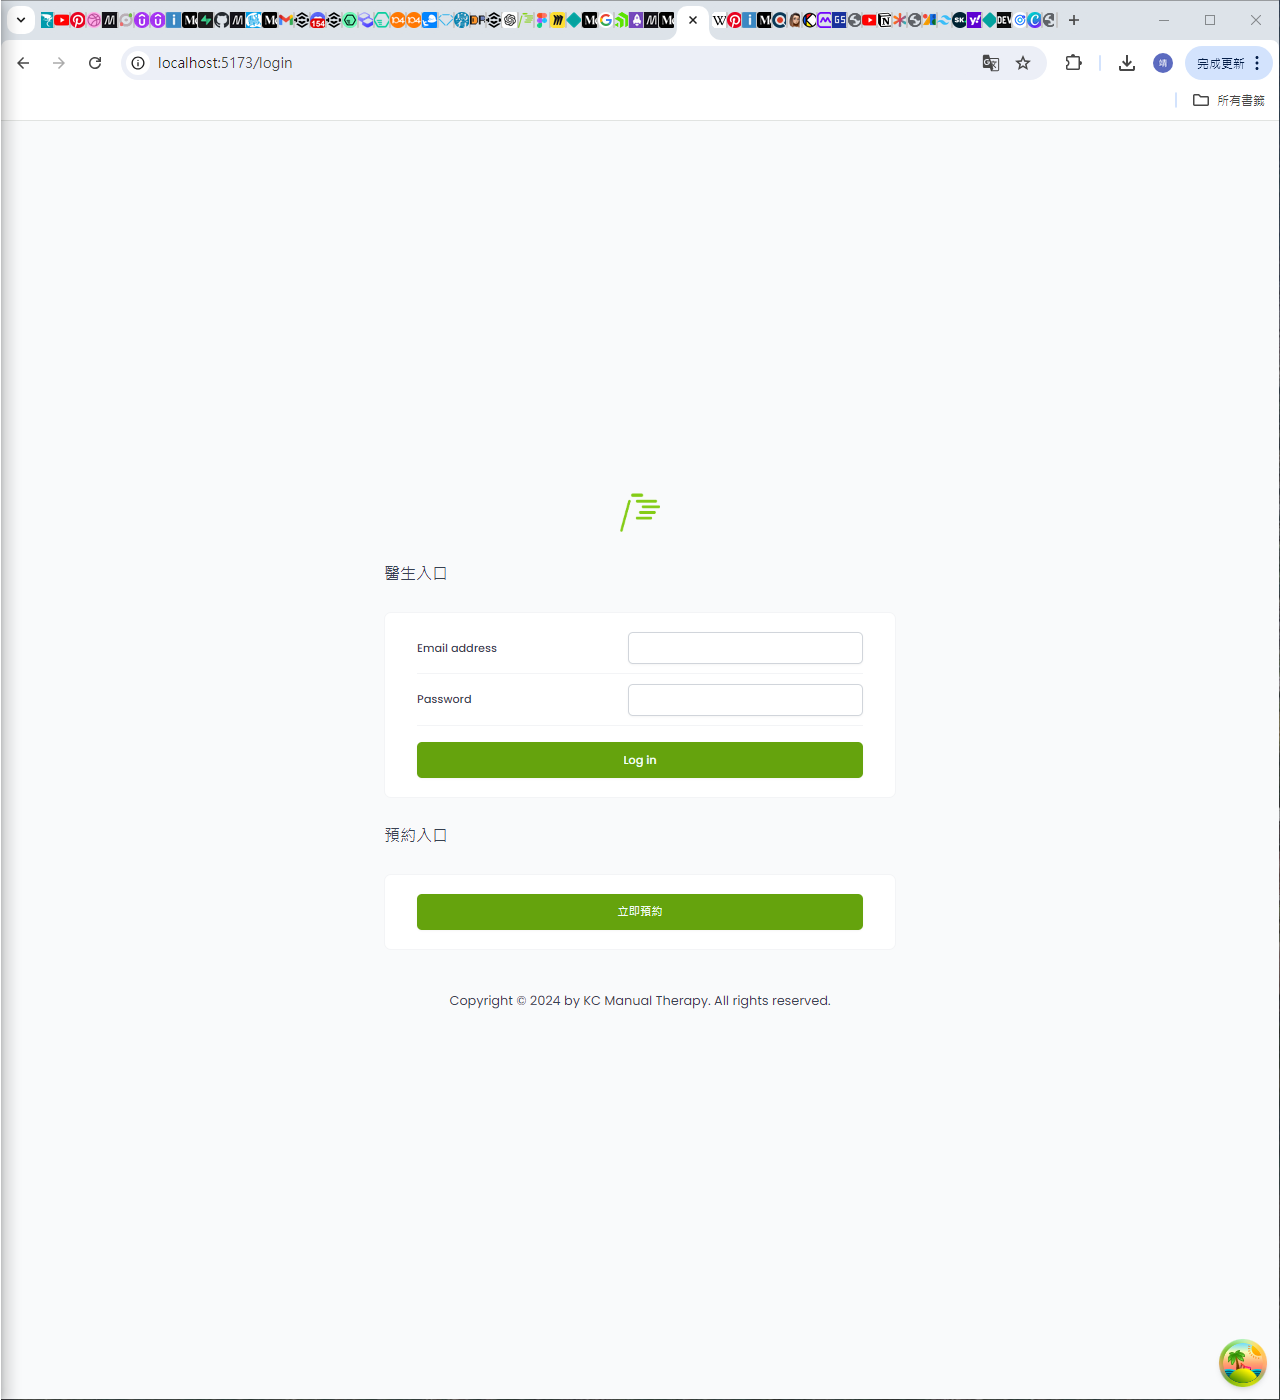 localhost:5173/login
完成更新
所有書籤
醫生入口
Email address
Password
Log in
預約入口
立即預約
Copyright © 2024 by KC Manual Therapy. All rights reserved.